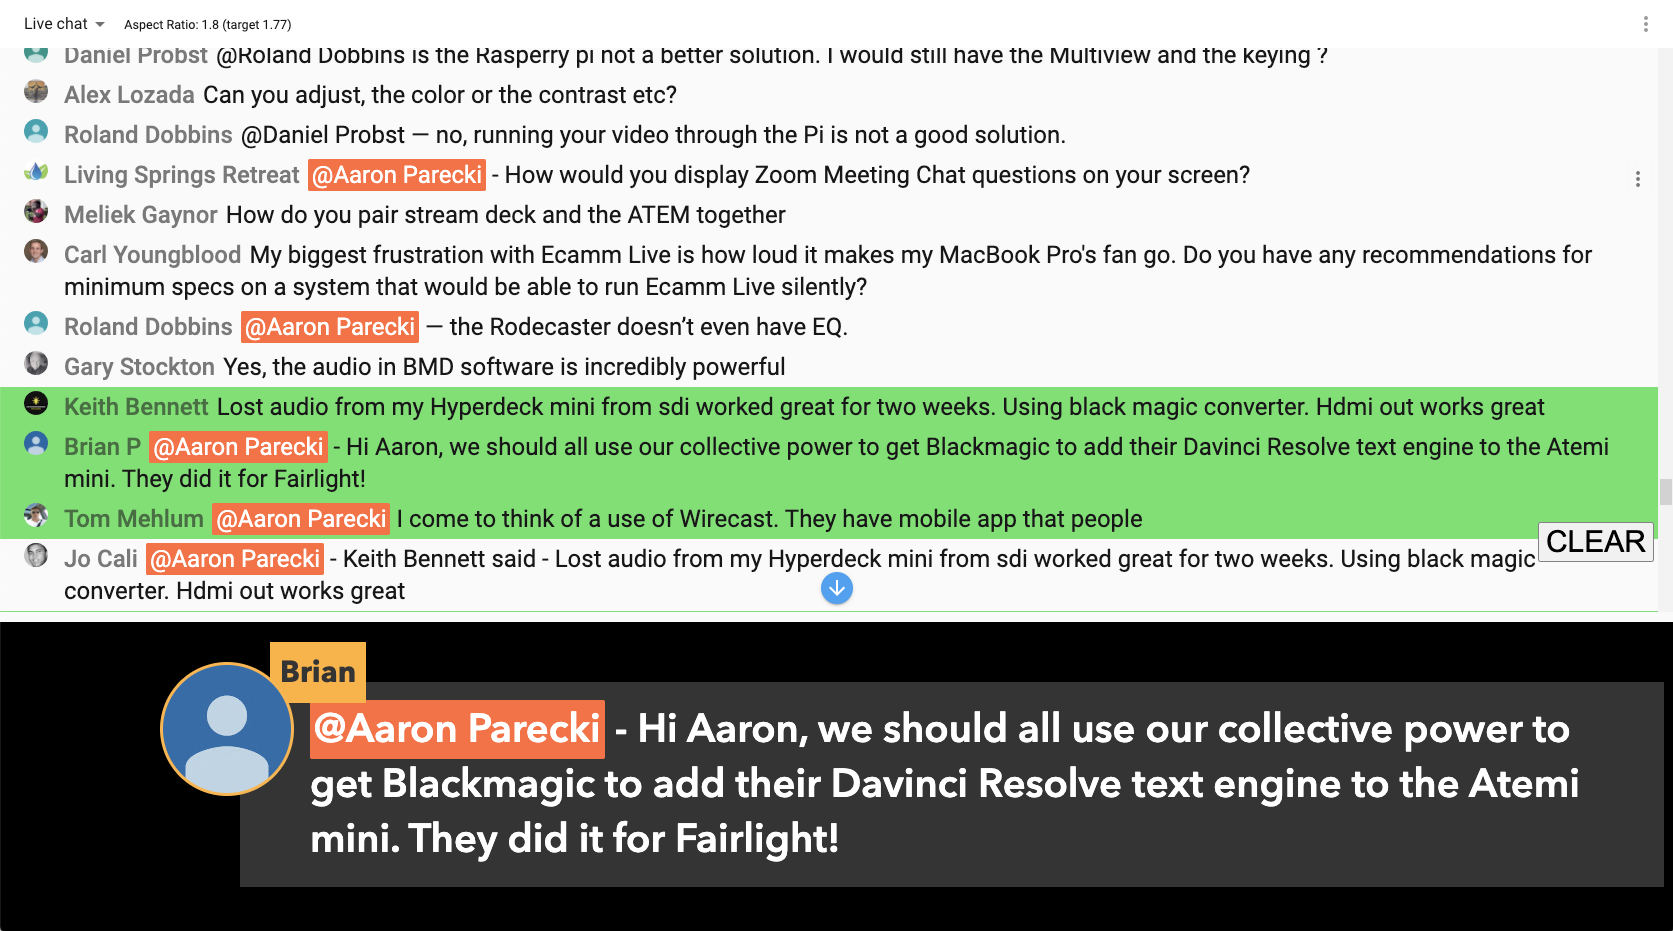 Live chat
Aspect Ratio: 1.8 (target 1.77)
Daniel Probst @Roland Dobbins is the Rasperry pi not a better solution. I would still have the Multiview and the keying ?
Alex Lozada Can you adjust, the color or the contrast etc?
Roland Dobbins @Daniel Probst — no, running your video through the Pi is not a good solution.
Living Springs Retreat @Aaron Parecki - How would you display Zoom Meeting Chat questions on your screen?
Meliek Gaynor How do you pair stream deck and the ATEM together
Carl Youngblood My biggest frustration with Ecamm Live is how loud it makes my MacBook Pro's fan go. Do you have any recommendations for
minimum specs on a system that would be able to run Ecamm Live silently?
Roland Dobbins @Aaron Parecki — the Rodecaster doesn’t even have EQ.
Gary Stockton Yes, the audio in BMD software is incredibly powerful
Keith Bennett Lost audio from my Hyperdeck mini from sdi worked great for two weeks. Using black magic converter. Hdmi out works great
Brian P @Aaron Parecki - Hi Aaron, we should all use our collective power to get Blackmagic to add their Davinci Resolve text engine to the Atemi
mini. They did it for Fairlight!
Tom Mehlum @Aaron Parecki I come to think of a use of Wirecast. They have mobile app that people
CLEAR
Jo Cali @Aaron Parecki - Keith Bennett said - Lost audio from my Hyperdeck mini from sdi worked great for two weeks. Using black magic
converter. Hdmi out works great
Brian
@Aaron Parecki - Hi Aaron, we should all use our collective power to
get Blackmagic to add their Davinci Resolve text engine to the Atemi
mini. They did it for Fairlight!